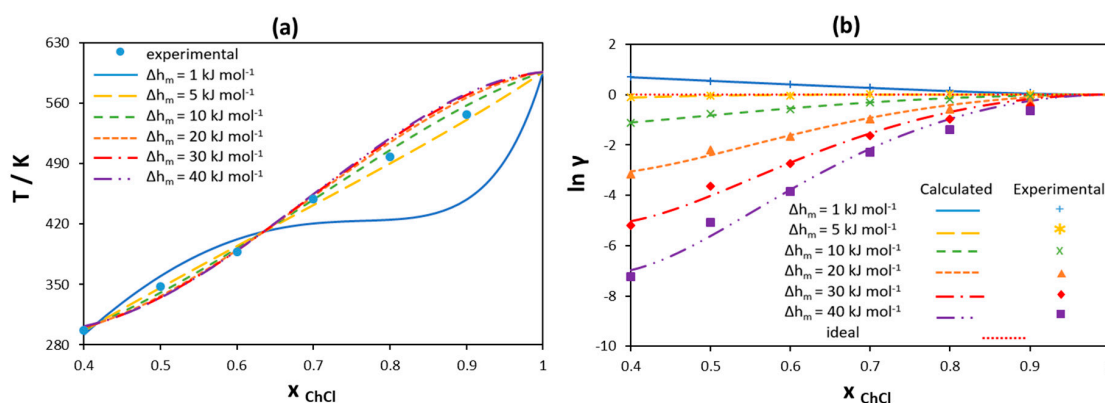 (a)
T / K
630
560
490
420
350
280
experimental
Δhₘ = 1 kJ mol⁻¹
Δhₘ = 5 kJ mol⁻¹
Δhₘ = 10 kJ mol⁻¹
Δhₘ = 20 kJ mol⁻¹
Δhₘ = 30 kJ mol⁻¹
Δhₘ = 40 kJ mol⁻¹
0.4 0.5 0.6 0.7 0.8 0.9 1
x ChCl
(b)
ln γ
2
0
-2
-4
-6
-8
-10
Calculated Experimental
Δhₘ = 1 kJ mol⁻¹
Δhₘ = 5 kJ mol⁻¹
Δhₘ = 10 kJ mol⁻¹
Δhₘ = 20 kJ mol⁻¹
Δhₘ = 30 kJ mol⁻¹
Δhₘ = 40 kJ mol⁻¹
ideal
0.4 0.5 0.6 0.7 0.8 0.9 1
x ChCl